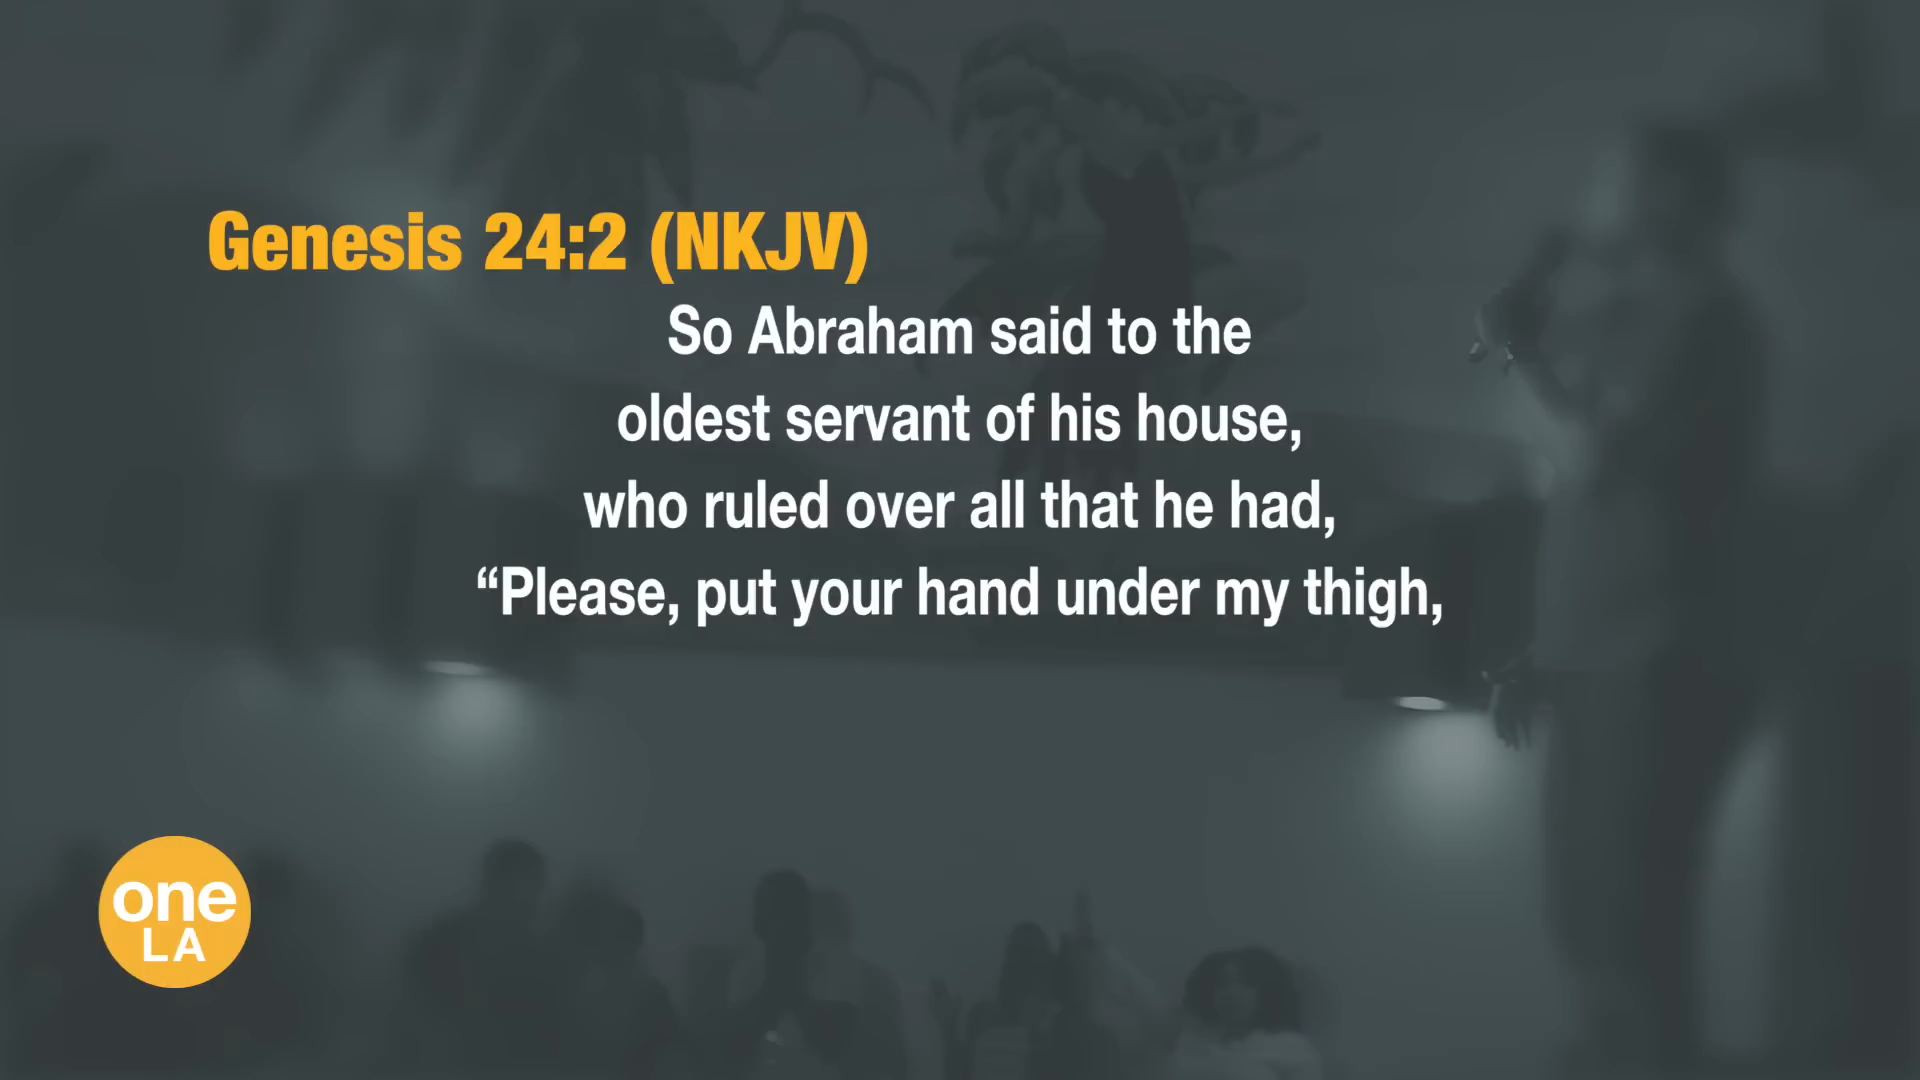 Genesis 24:2 (NKJV)
So Abraham said to the
oldest servant of his house,
who ruled over all that he had,
“Please, put your hand under my thigh,
one
LA